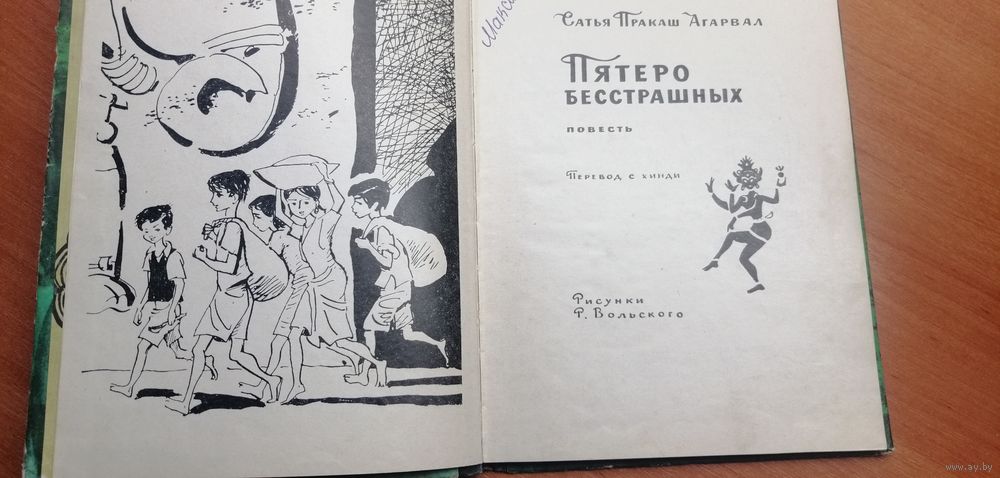 Сатья Пракаш Агарвал
Пятеро
бесстрашных
повесть
Перевод с хинди
Рисунки
Р. Вольского
www.ay.by